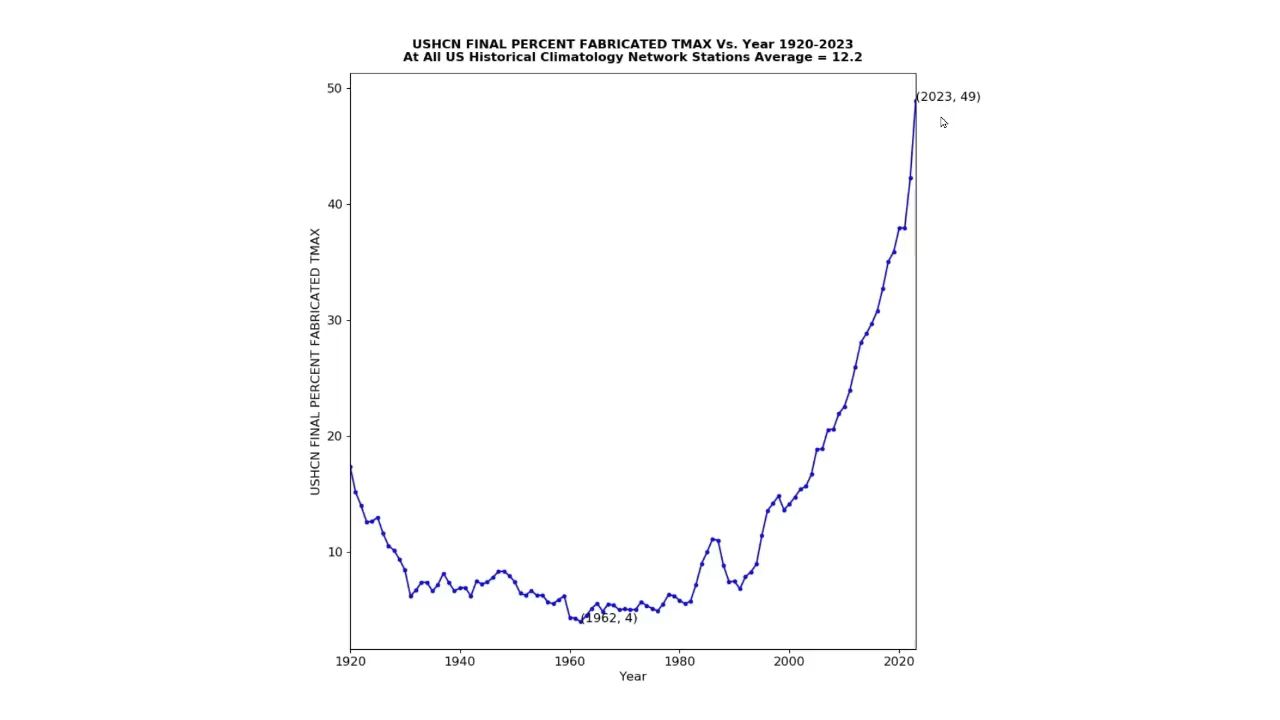 USHCN FINAL PERCENT FABRICATED TMAX Vs. Year 1920-2023
At All US Historical Climatology Network Stations Average = 12.2
50
(2023, 49)
40
30
20
10
USHCN FINAL PERCENT FABRICATED TMAX
(1962, 4)
1920 1940 1960 1980 2000 2020
Year